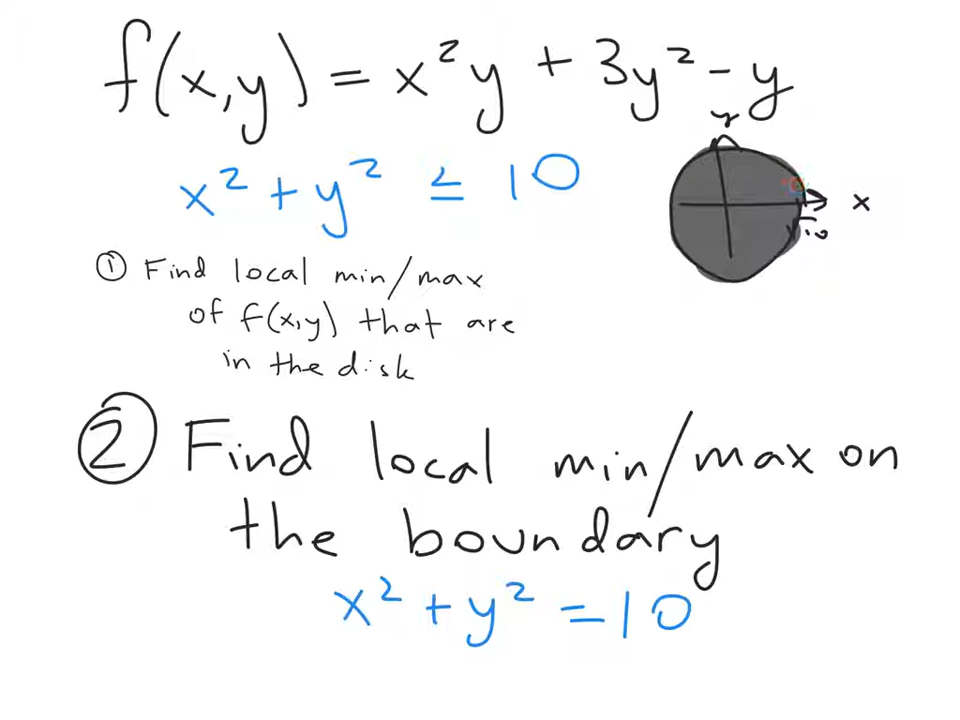 f(x,y) = x²y + 3y² - y
x² + y² ≤ 10
y
x
√10
① Find local min/max
of f(x,y) that are
in the disk
② Find local min/max on
the boundary
x² + y² = 10